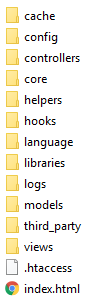 cache
config
controllers
core
helpers
hooks
language
libraries
logs
models
third_party
views
.htaccess
index.html